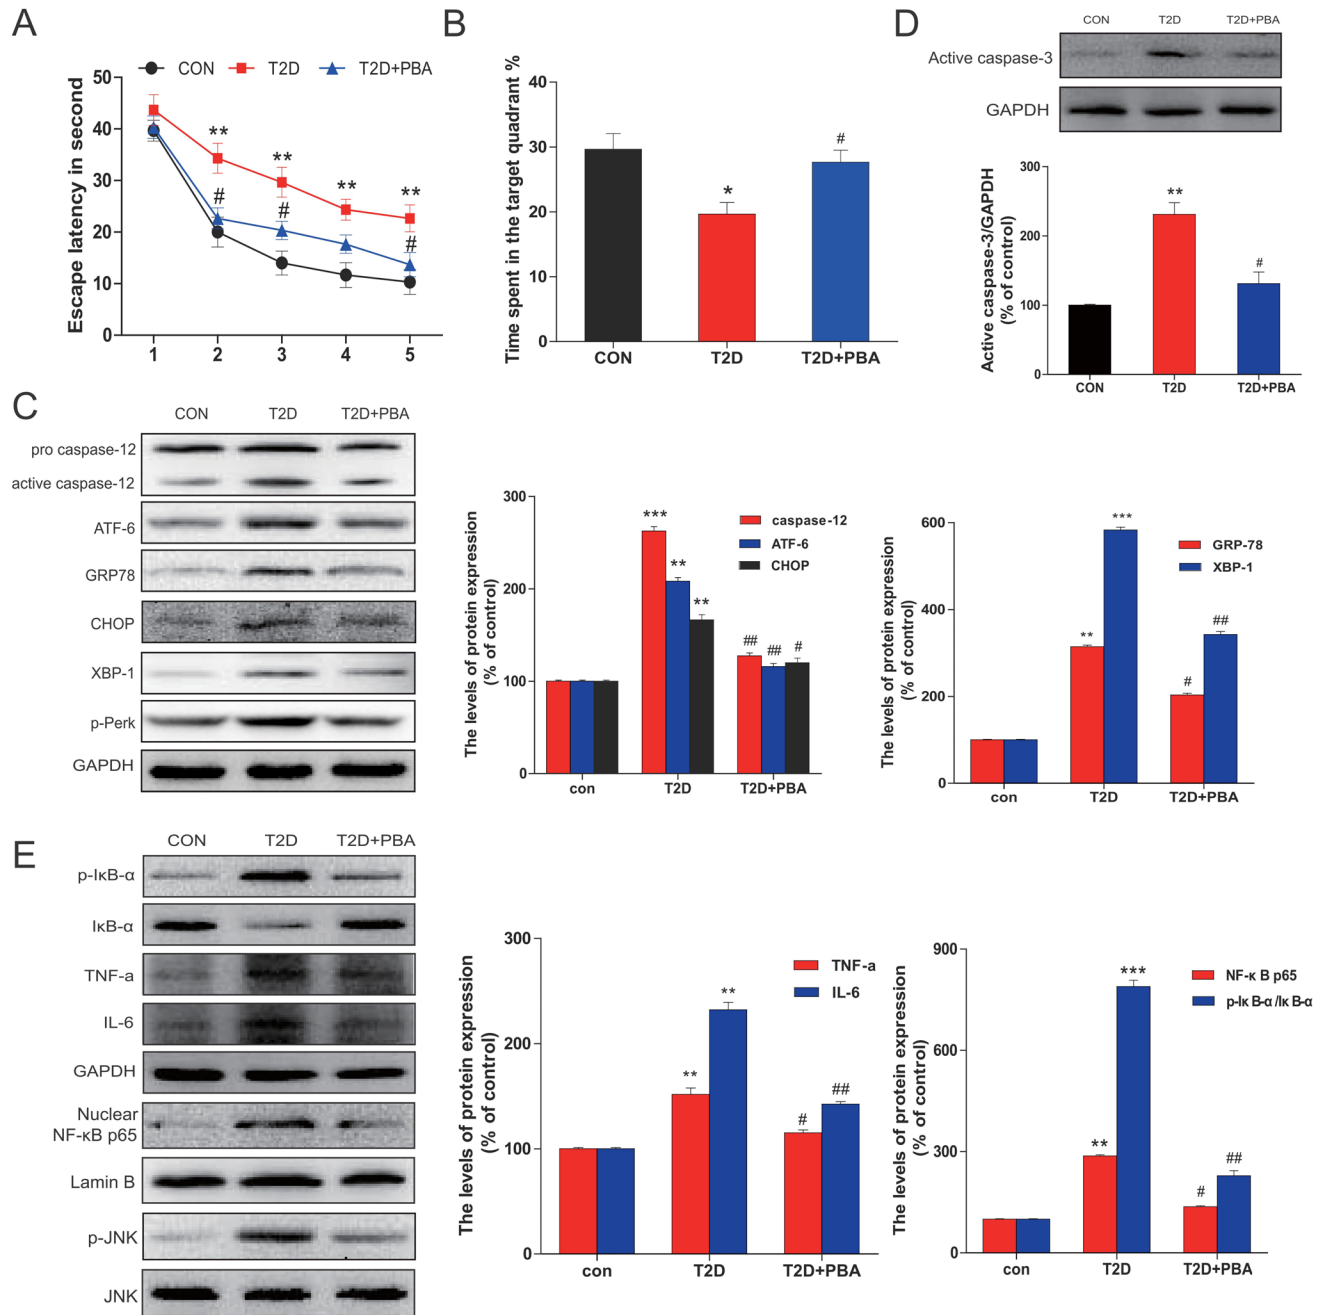 A
CON T2D T2D+PBA
Escape latency in second
50
40
30
20
10
0
** ** ** **
# # #
1 2 3 4 5
B
Time spent in the target quadrant %
40
30
20
10
0
* #
CON T2D T2D+PBA
D
CON T2D T2D+PBA
Active caspase-3
GAPDH
Active caspase-3/GAPDH
(% of control)
300
200
100
0
** #
CON T2D T2D+PBA
C
CON T2D T2D+PBA
pro caspase-12
active caspase-12
ATF-6
GRP78
CHOP
XBP-1
p-Perk
GAPDH
The levels of protein expression
(% of control)
300
200
100
0
caspase-12
ATF-6
CHOP
*** ** ** ## ## #
con T2D T2D+PBA
The levels of protein expression
(% of control)
600
400
200
0
GRP-78
XBP-1
** *** # ##
con T2D T2D+PBA
E
CON T2D T2D+PBA
p-IκB-α
IκB-α
TNF-a
IL-6
GAPDH
Nuclear
NF-κB p65
Lamin B
p-JNK
JNK
The levels of protein expression
(% of control)
300
200
100
0
TNF-a
IL-6
** ** # ##
con T2D T2D+PBA
The levels of protein expression
(% of control)
900
600
300
0
NF-κ B p65
p-Iκ B-α/Iκ B-α
** *** # ##
con T2D T2D+PBA